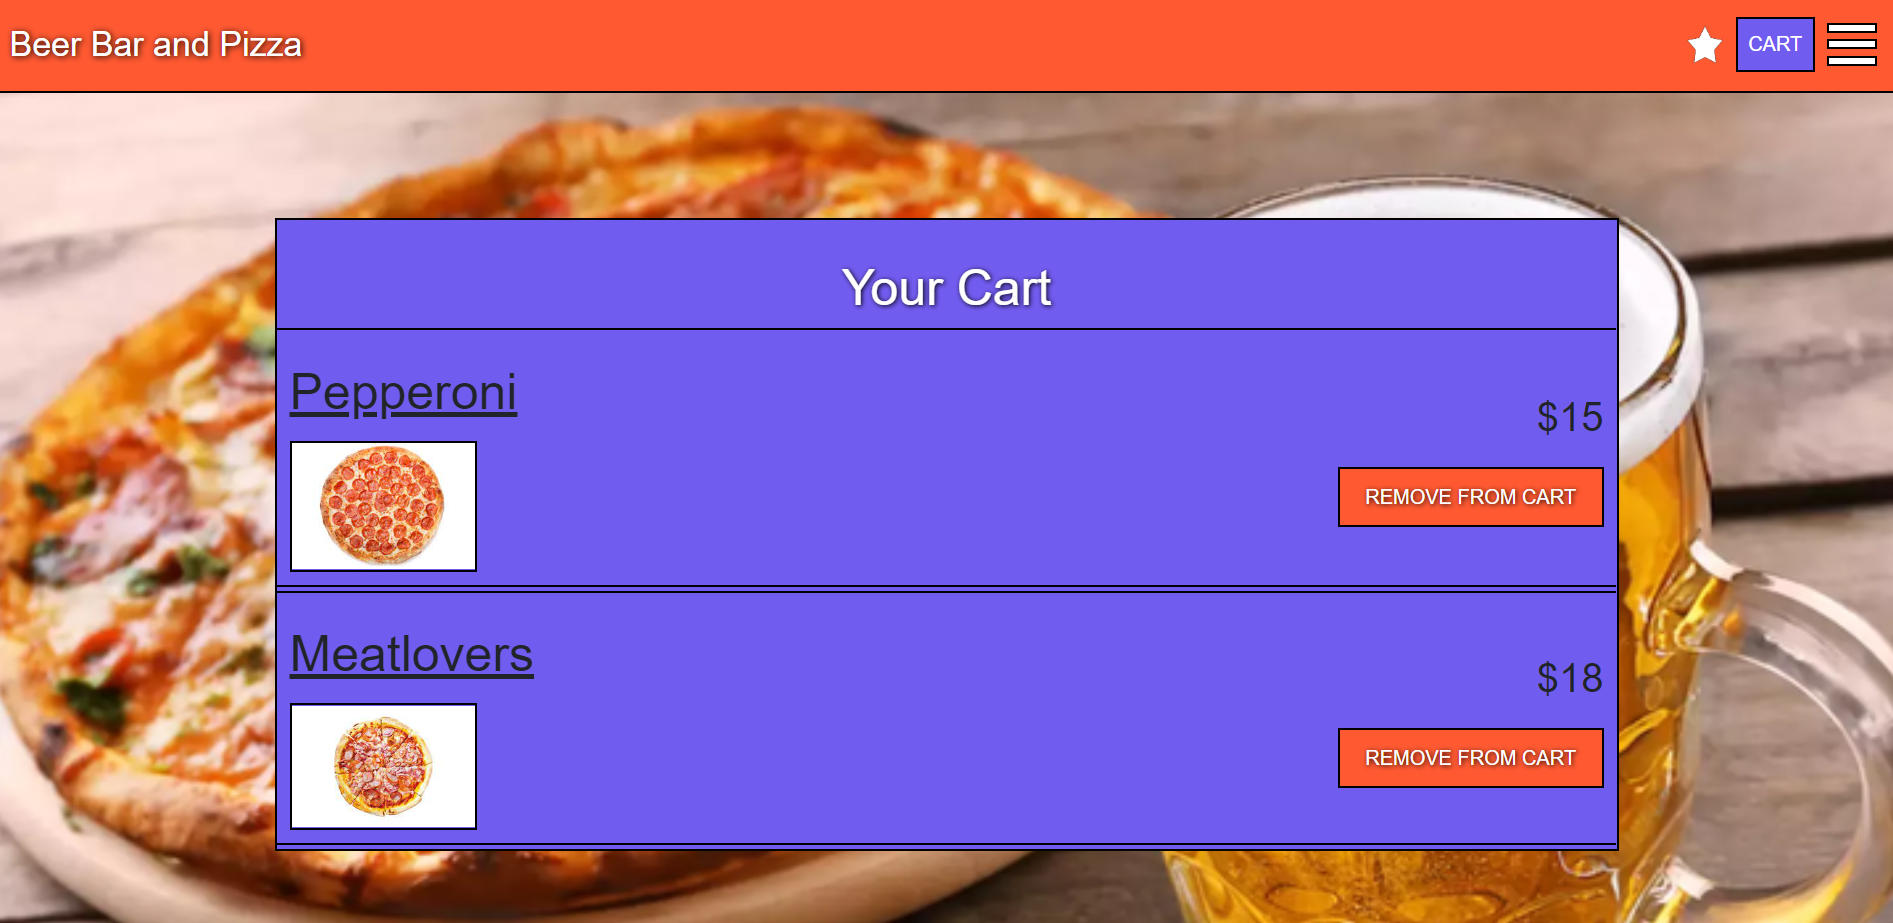 Beer Bar and Pizza
CART
Your Cart
Pepperoni
$15
REMOVE FROM CART
Meatlovers
$18
REMOVE FROM CART